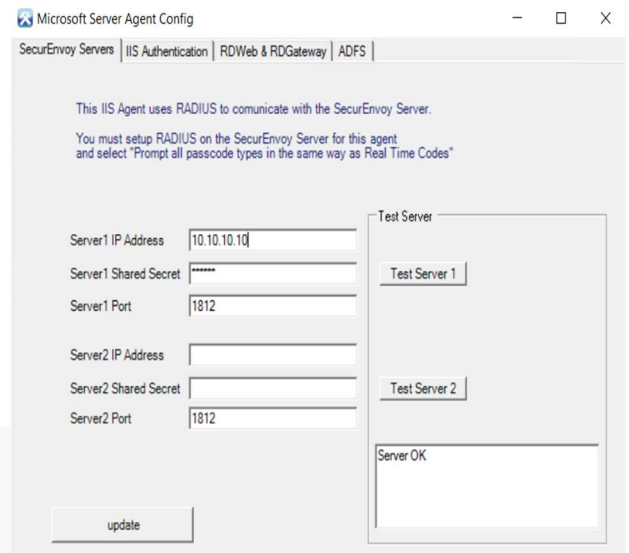 Microsoft Server Agent Config
SecurEnvoy Servers IIS Authentication RDWeb & RDGateway ADFS
This IIS Agent uses RADIUS to comunicate with the SecurEnvoy Server.
You must setup RADIUS on the SecurEnvoy Server for this agent
and select "Prompt all passcode types in the same way as Real Time Codes"
Test Server
Server1 IP Address 10.10.10.10
Server1 Shared Secret ****** Test Server 1
Server1 Port 1812
Server2 IP Address
Server2 Shared Secret Test Server 2
Server2 Port 1812
Server OK
update